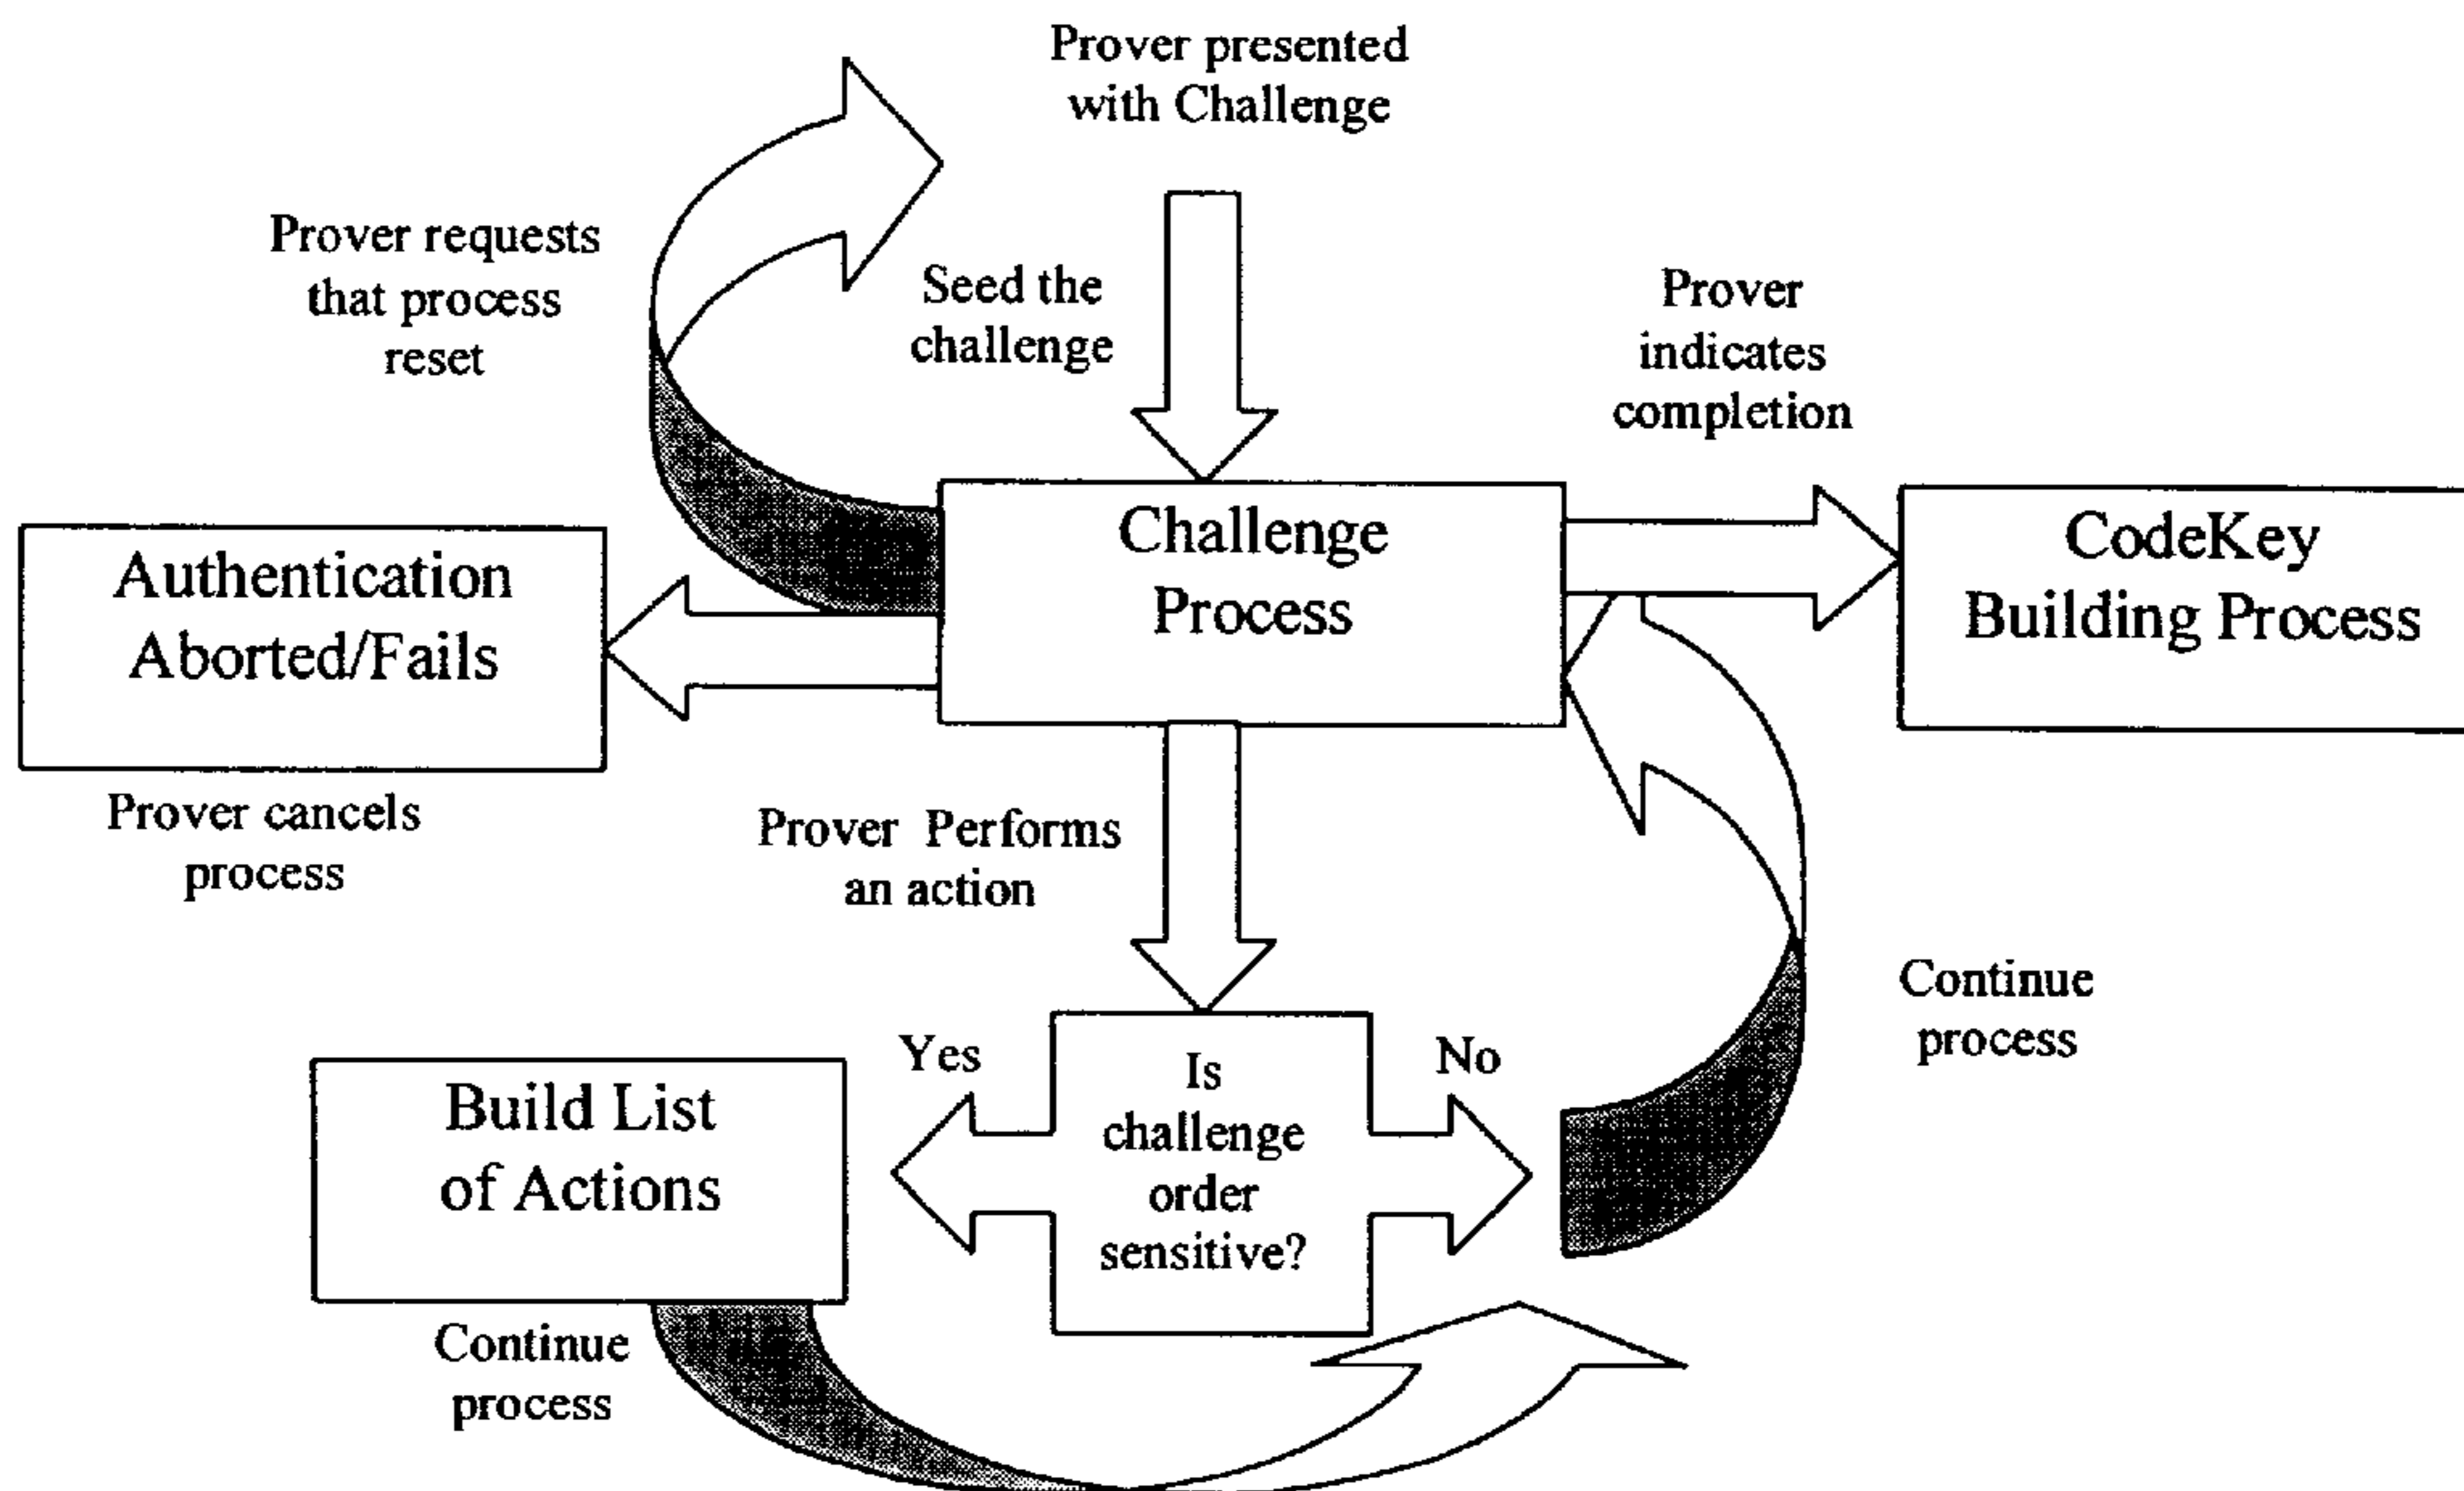 Prover presented
with Challenge
Prover requests
that process
reset
Seed the
challenge
Prover
indicates
completion
Authentication
Aborted/Fails
Challenge
Process
CodeKey
Building Process
Prover cancels
process
Prover Performs
an action
Continue
process
Build List
of Actions
Yes
Is
challenge
order
sensitive?
No
Continue
process